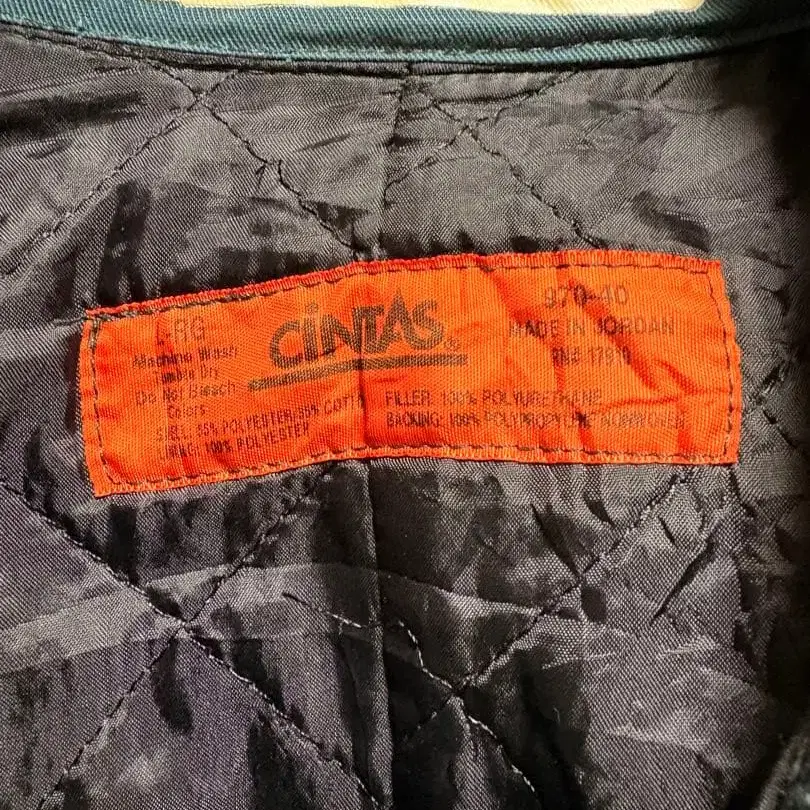 L-RG
Machine Wash
Tumble Dry
Do Not Bleach
Colors
CiNTAS®
970-40
MADE IN JORDAN
RN#
SHELL: 65% POLYESTER/35% COTTON
LINING: 100% POLYESTER
FILLER: 100% POLYURETHANE
BACKING: 100% POLYPROPYLENE NONWOVEN